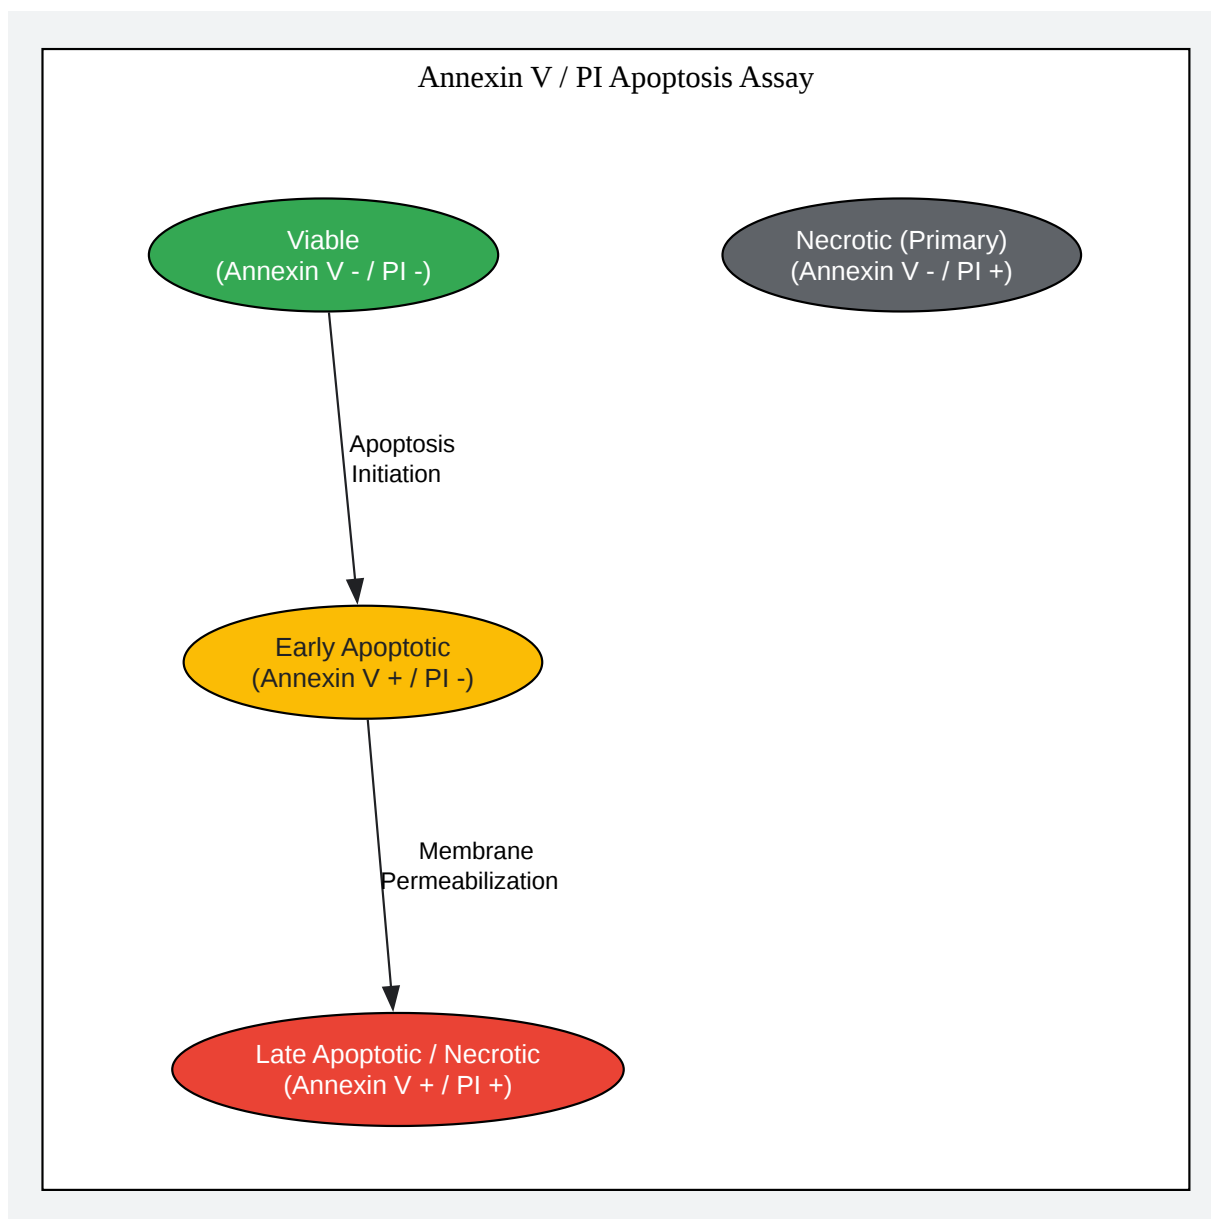 Annexin V / PI Apoptosis Assay
Viable
(Annexin V - / PI -)
Necrotic (Primary)
(Annexin V - / PI +)
Apoptosis
Initiation
Early Apoptotic
(Annexin V + / PI -)
Membrane
Permeabilization
Late Apoptotic / Necrotic
(Annexin V + / PI +)